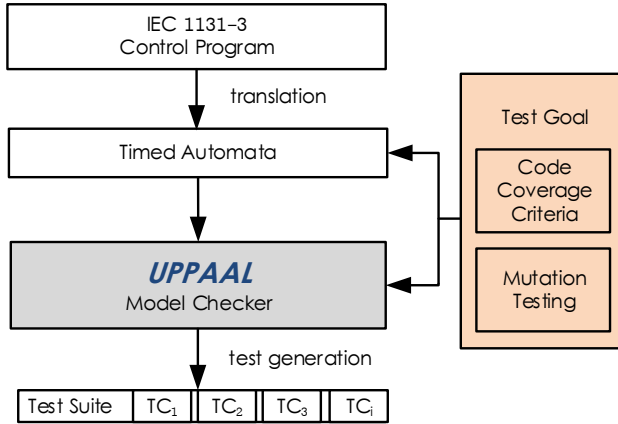 IEC 1131–3
Control Program
translation
Test Goal
Timed Automata
Code
Coverage
Criteria
UPPAAL
Model Checker
Mutation
Testing
test generation
Test Suite TC₁ TC₂ TC₃ TCᵢ